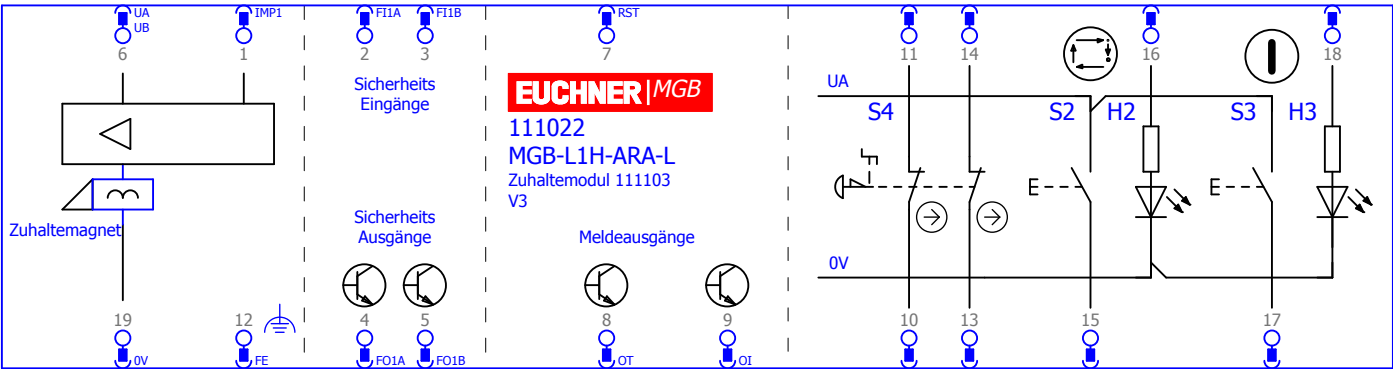 UA IMP1 FI1A FI1B RST
UB
6 1 2 3 7 11 14 16 18
Sicherheits
Eingänge
EUCHNER|MGB
111022
MGB-L1H-ARA-L
Zuhaltemodul 111103
V3
UA
S4 S2 H2 S3 H3
E E
Zuhaltemagnet
Sicherheits
Ausgänge
Meldeausgänge
0V
19 12 4 5 8 9 10 13 15 17
0V FE FO1A FO1B OT OI